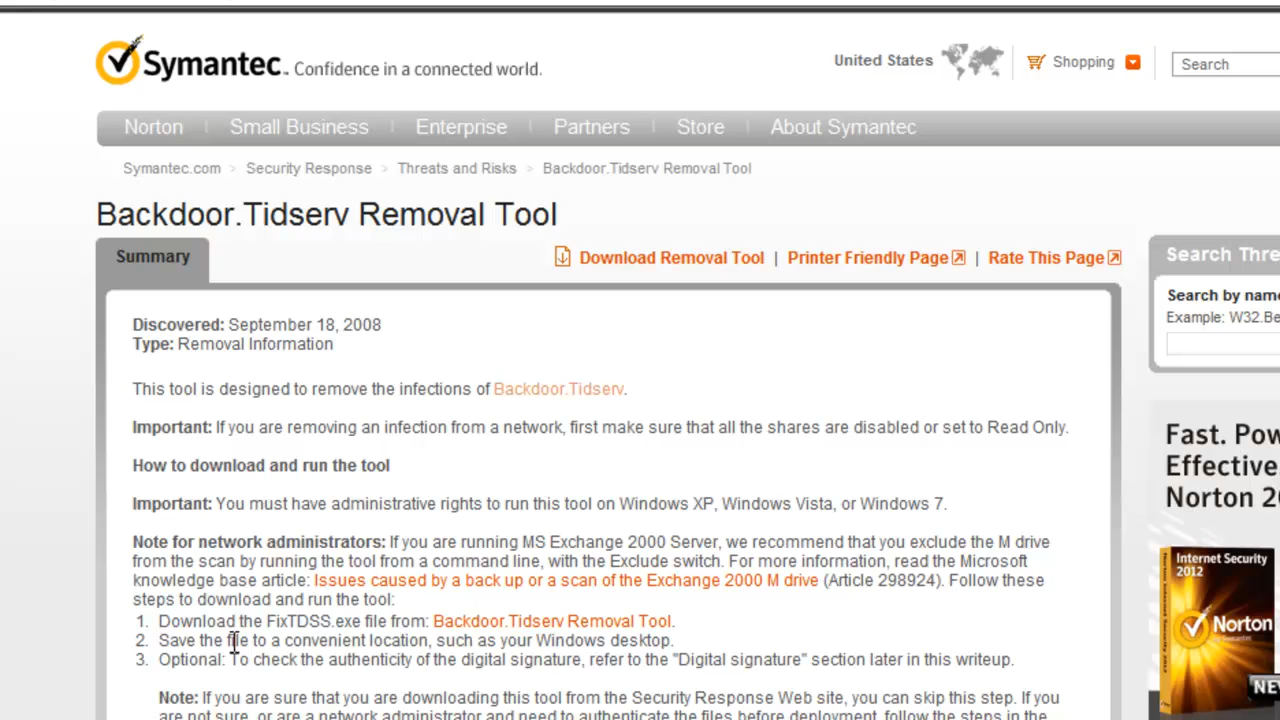 Symantec. Confidence in a connected world.
United States
Shopping
Search
Norton
Small Business
Enterprise
Partners
Store
About Symantec
Symantec.com > Security Response > Threats and Risks > Backdoor.Tidserv Removal Tool
Backdoor.Tidserv Removal Tool
Summary
Download Removal Tool | Printer Friendly Page | Rate This Page
Discovered: September 18, 2008
Type: Removal Information
This tool is designed to remove the infections of Backdoor.Tidserv.
Important: If you are removing an infection from a network, first make sure that all the shares are disabled or set to Read Only.
How to download and run the tool
Important: You must have administrative rights to run this tool on Windows XP, Windows Vista, or Windows 7.
Note for network administrators: If you are running MS Exchange 2000 Server, we recommend that you exclude the M drive
from the scan by running the tool from a command line, with the Exclude switch. For more information, read the Microsoft
knowledge base article: Issues caused by a back up or a scan of the Exchange 2000 M drive (Article 298924). Follow these
steps to download and run the tool:
1. Download the FixTDSS.exe file from: Backdoor.Tidserv Removal Tool.
2. Save the file to a convenient location, such as your Windows desktop.
3. Optional: To check the authenticity of the digital signature, refer to the "Digital signature" section later in this writeup.
Note: If you are sure that you are downloading this tool from the Security Response Web site, you can skip this step. If you
are not sure, or are a network administrator and need to authenticate the files before deployment, follow the steps in the
Search Thre
Search by name
Example: W32.Be
Fast. Pow
Effective.
Norton 20
Internet Security
2012
Norton
NE